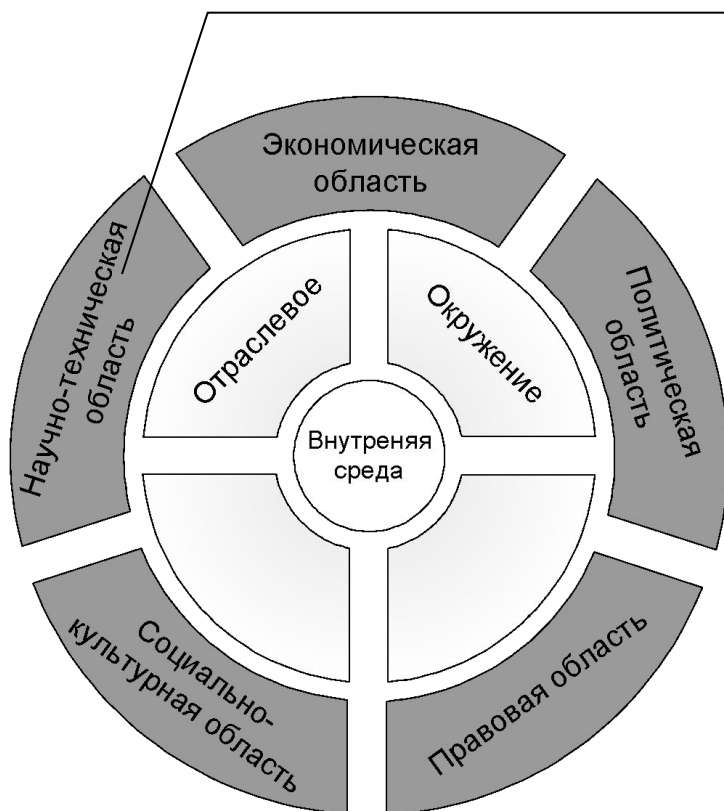 Экономическая
область
Политическая
область
Правовая область
Социально-
культурная область
Научно-техническая
область
Отраслевое
Окружение
Внутреняя
среда